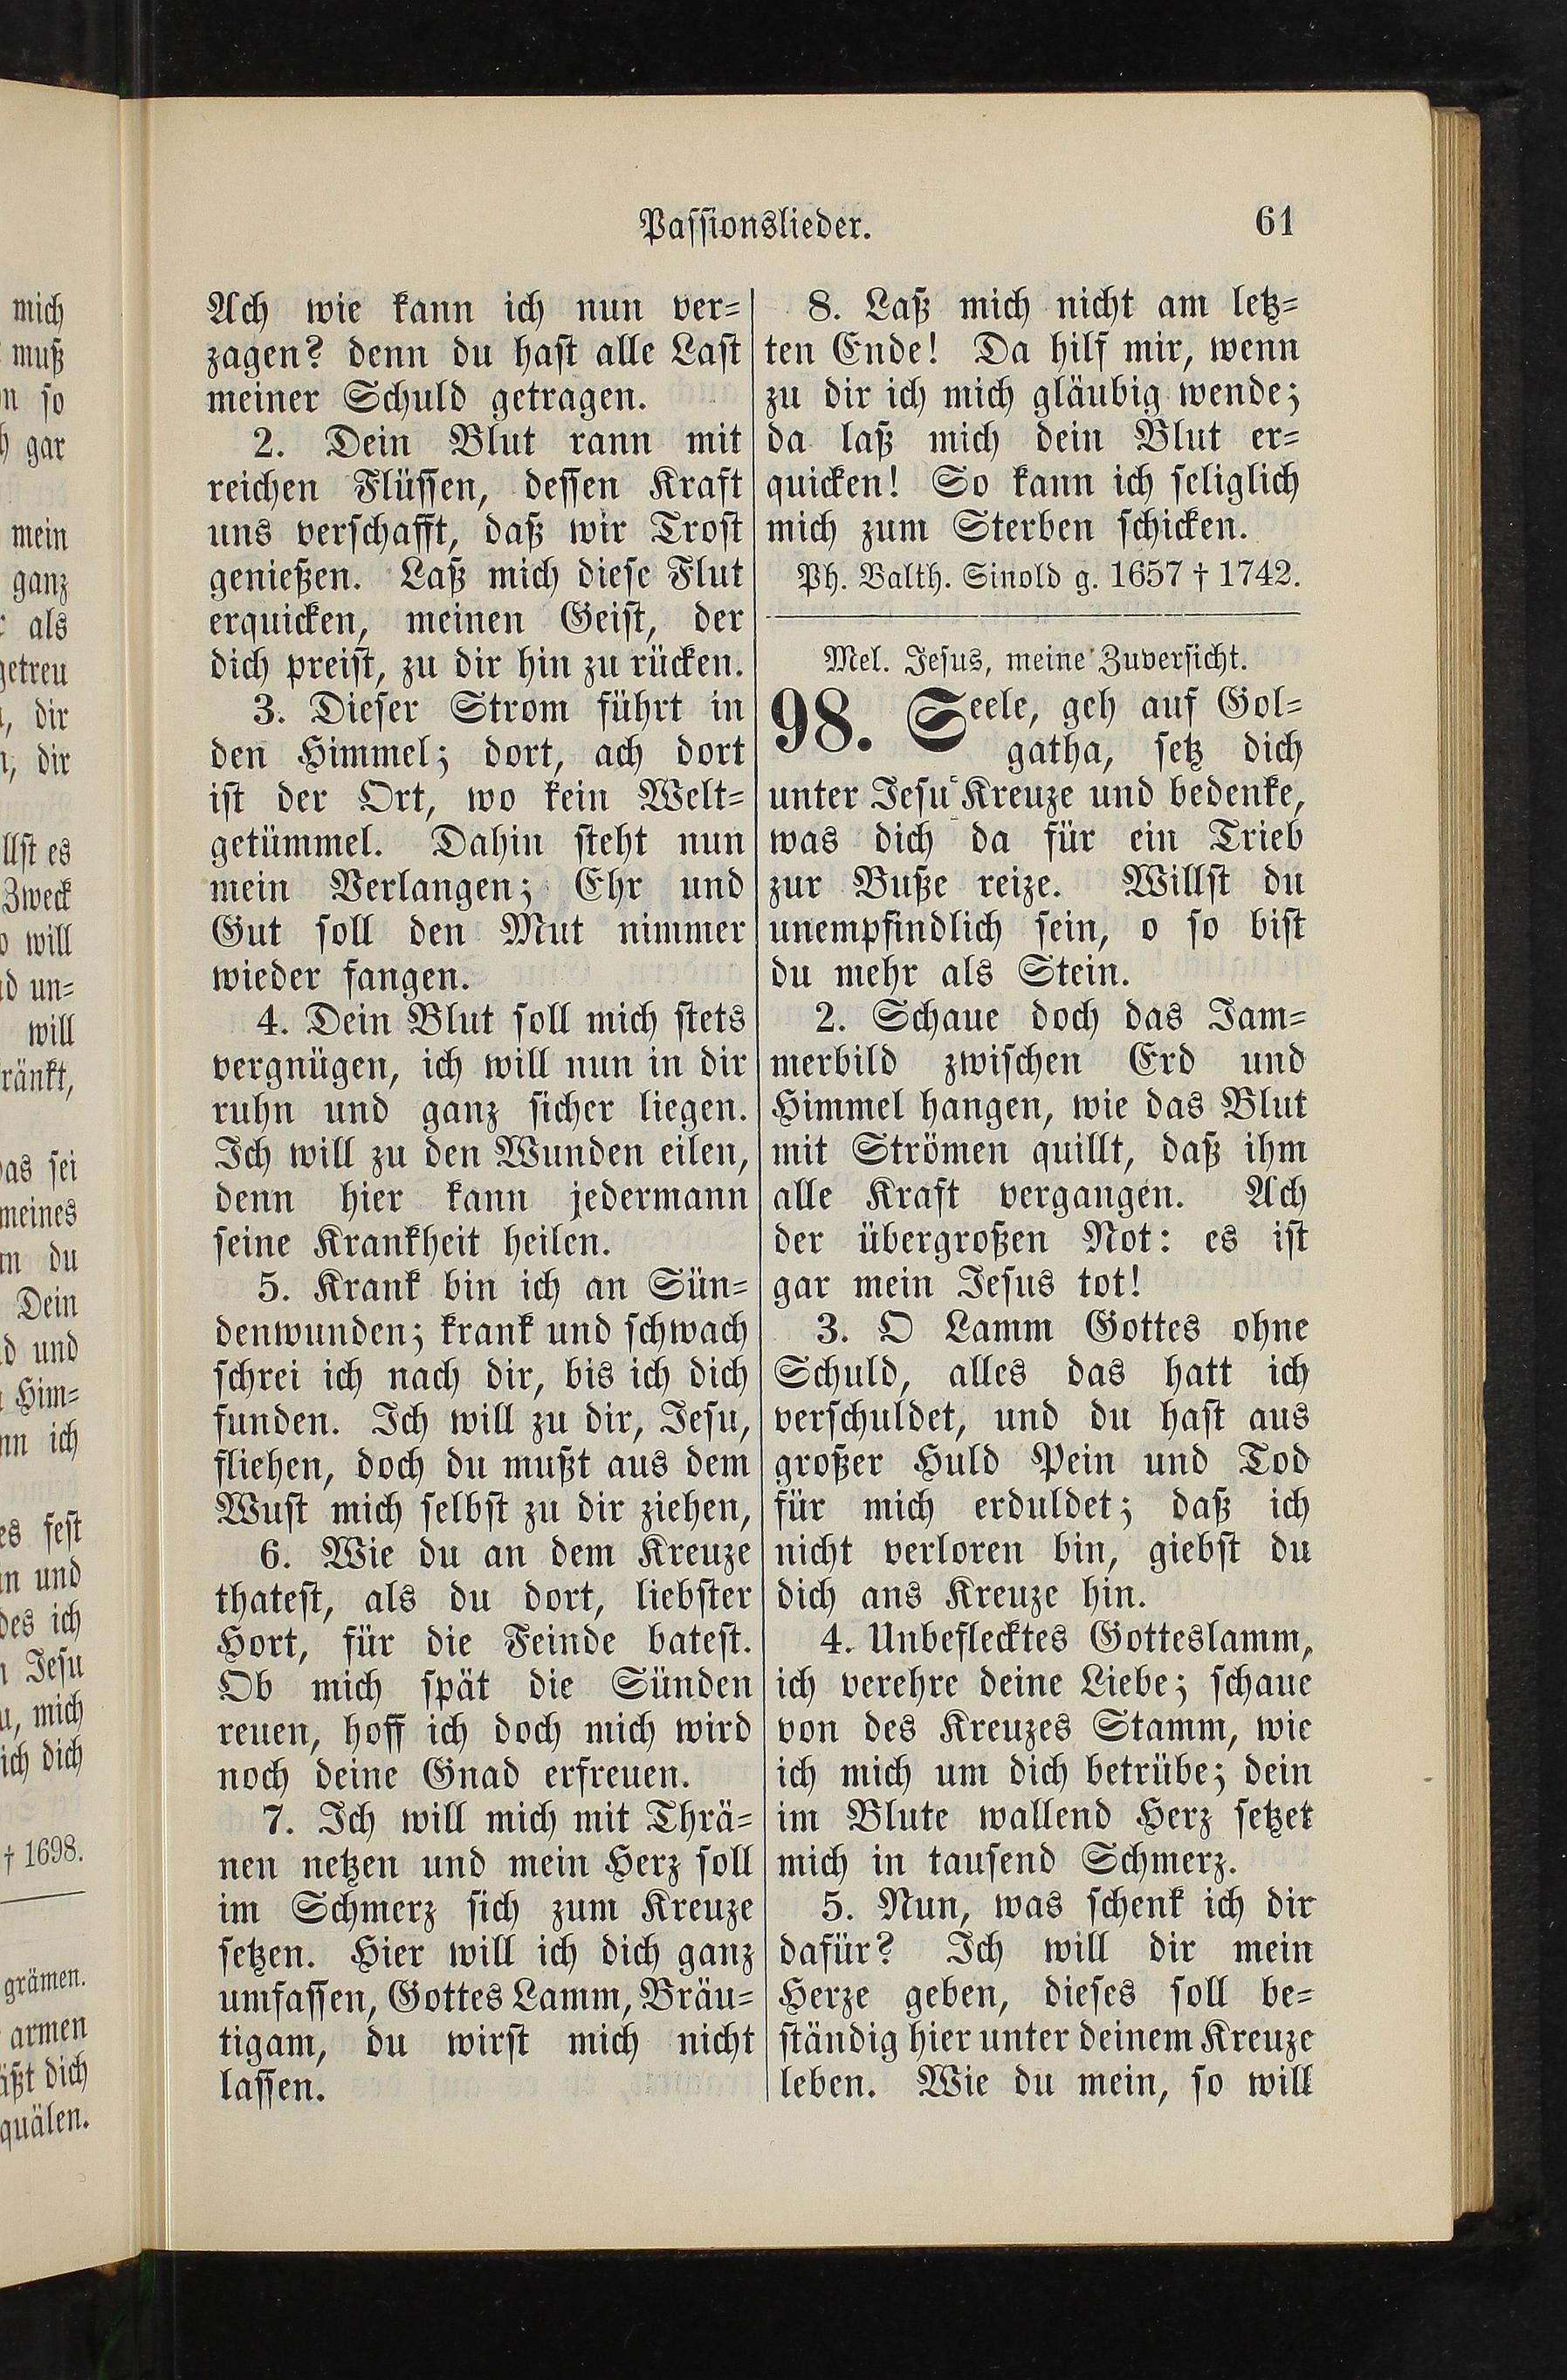 Passionslieder.
61
Ach wie kann ich nun ver-
zagen? denn du hast alle Last
meiner Schuld getragen.
2. Dein Blut rann mit
reichen Flüssen, dessen Kraft
uns verschafft, daß wir Trost
genießen. Laß mich diese Flut
erquicken, meinen Geist, der
dich preist, zu dir hin zu rücken.
3. Dieser Strom führt in
den Himmel; dort, ach dort
ist der Ort, wo kein Welt-
getümmel. Dahin steht nun
mein Verlangen; Ehr und
Gut soll den Mut nimmer
wieder fangen.
4. Dein Blut soll mich stets
vergnügen, ich will nun in dir
ruhn und ganz sicher liegen.
Ich will zu den Wunden eilen,
denn hier kann jedermann
seine Krankheit heilen.
5. Krank bin ich an Sün-
denwunden; krank und schwach
schrei ich nach dir, bis ich dich
funden. Ich will zu dir, Jesu,
fliehen, doch du mußt aus dem
Wust mich selbst zu dir ziehen,
6. Wie du an dem Kreuze
thatest, als du dort, liebster
Hort, für die Feinde batest.
Ob mich spät die Sünden
reuen, hoff ich doch mich wird
noch deine Gnad erfreuen.
7. Ich will mich mit Thrä-
nen netzen und mein Herz soll
im Schmerz sich zum Kreuze
setzen. Hier will ich dich ganz
umfassen, Gottes Lamm, Bräu-
tigam, du wirst mich nicht
lassen.
8. Laß mich nicht am letz-
ten Ende! Da hilf mir, wenn
zu dir ich mich gläubig wende;
da laß mich dein Blut er-
quicken! So kann ich seliglich
mich zum Sterben schicken.
Ph. Balth. Sinold g. 1657 † 1742.
Mel. Jesus, meine Zuversicht.
98. Seele, geh auf Gol-
gatha, setz dich
unter Jesu Kreuze und bedenke,
was dich da für ein Trieb
zur Buße reize. Willst du
unempfindlich sein, o so bist
du mehr als Stein.
2. Schaue doch das Jam-
merbild zwischen Erd und
Himmel hangen, wie das Blut
mit Strömen quillt, daß ihm
alle Kraft vergangen. Ach
der übergroßen Not: es ist
gar mein Jesus tot!
3. O Lamm Gottes ohne
Schuld, alles das hatt ich
verschuldet, und du hast aus
großer Huld Pein und Tod
für mich erduldet; daß ich
nicht verloren bin, giebst du
dich ans Kreuze hin.
4. Unbeflecktes Gotteslamm,
ich verehre deine Liebe; schaue
von des Kreuzes Stamm, wie
ich mich um dich betrübe; dein
im Blute wallend Herz setzet
mich in tausend Schmerz.
5. Nun, was schenk ich dir
dafür? Ich will dir mein
Herze geben, dieses soll be-
ständig hier unter deinem Kreuze
leben. Wie du mein, so will